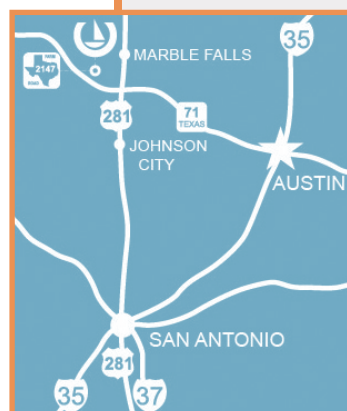 35
MARBLE FALLS
2147
281
71
TEXAS
JOHNSON
CITY
AUSTIN
SAN ANTONIO
281
35
37